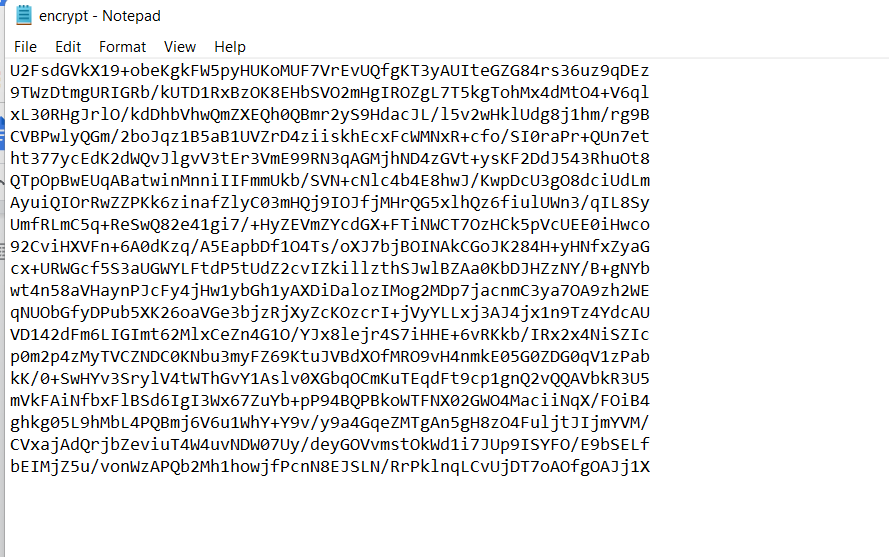 encrypt - Notepad
File Edit Format View Help
U2FsdGVkX19+obeKgkFW5pyHUKoMUF7VrEvUQfgKT3yAUIteGZG84rs36uz9qDEz
9TWzDtmgURIGRb/kUTD1RxBzOK8EHbSVO2mHgIROZgL7T5kgTohMx4dMtO4+V6ql
xL30RHgJrlO/kdDhbVhwQmZXEQh0QBmr2yS9HdacJL/l5v2wHklUdg8j1hm/rg9B
CVBPwlyQGm/2boJqz1B5aB1UVZrD4ziiskhEcxFcWMNxR+cfo/SI0raPr+QUn7et
ht377ycEdK2dWQvJlgvV3tEr3VmE99RN3qAGMjhND4zGVt+ysKF2DdJ543RhuOt8
QTpOpBwEUqABatwinMnniIIFmmUkb/SVN+cNlc4b4E8hwJ/KwpDcU3gO8dciUdLm
AyuiQIOrRwZZPKk6zinafZlyC03mHQj9IOJfjMHrQG5xlhQz6fiulUWn3/qIL8Sy
UmfRLmC5q+ReSwQ82e41gi7/+HyZEVmZYcdGX+FTiNWCT7OzHCk5pVcUEE0iHwco
92CviHXVFn+6A0dKzq/A5EapbDf1O4Ts/oXJ7bjBOINAkCGoJK284H+yHNfxZyaG
cx+URWGcf5S3aUGWYLFtdP5tUdZ2cvIZkillzthSJwlBZAa0KbDJHZzNY/B+gNYb
wt4n58aVHaynPJcFy4jHw1ybGh1yAXDiDalozIMog2MDp7jacnmC3ya7OA9zh2WE
qNUObGfyDPub5XK26oaVGe3bjzRjXyZcKOzcrI+jVyYLLxj3AJ4jx1n9Tz4YdcAU
VD142dFm6LIGImt62MlxCeZn4G1O/YJx8lejr4S7iHHE+6vRKkb/IRx2x4NiSZIc
p0m2p4zMyTVCZNDC0KNbu3myFZ69KtuJVBdXOfMRO9vH4nmkE05G0ZDG0qV1zPab
kK/0+SwHYv3SrylV4tWThGvY1Aslv0XGbqOCmKuTEqdFt9cp1gnQ2vQQAVbkR3U5
mVkFAiNfbxFlBSd6IgI3Wx67ZuYb+pP94BQPBkoWTFNX02GWO4MaciiNqX/FOiB4
ghkg05L9hMbL4PQBmj6V6u1WhY+Y9v/y9a4GqeZMTgAn5gH8zO4FuljtJIjmYVM/
CVxajAdQrjbZeviuT4W4uvNDW07Uy/deyGOVvmstOkWd1i7JUp9ISYFO/E9bSELf
bEIMjZ5u/vonWzAPQb2Mh1howjfPcnN8EJSLN/RrPklnqLCvUjDT7oAOfgOAJj1X